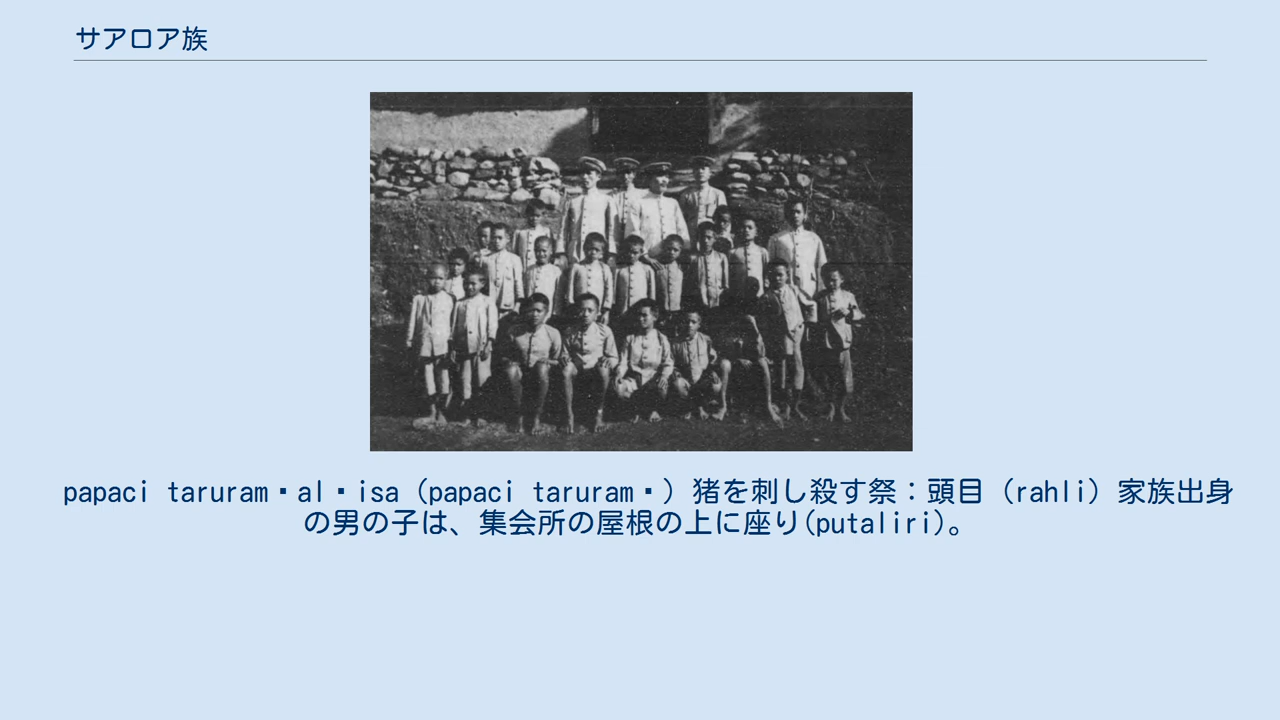 サアロア族
papaci taruram▪al▪isa（papaci taruram▪）猪を刺し殺す祭：頭目（rahli）家族出身
の男の子は、集会所の屋根の上に座り(putaliri)。